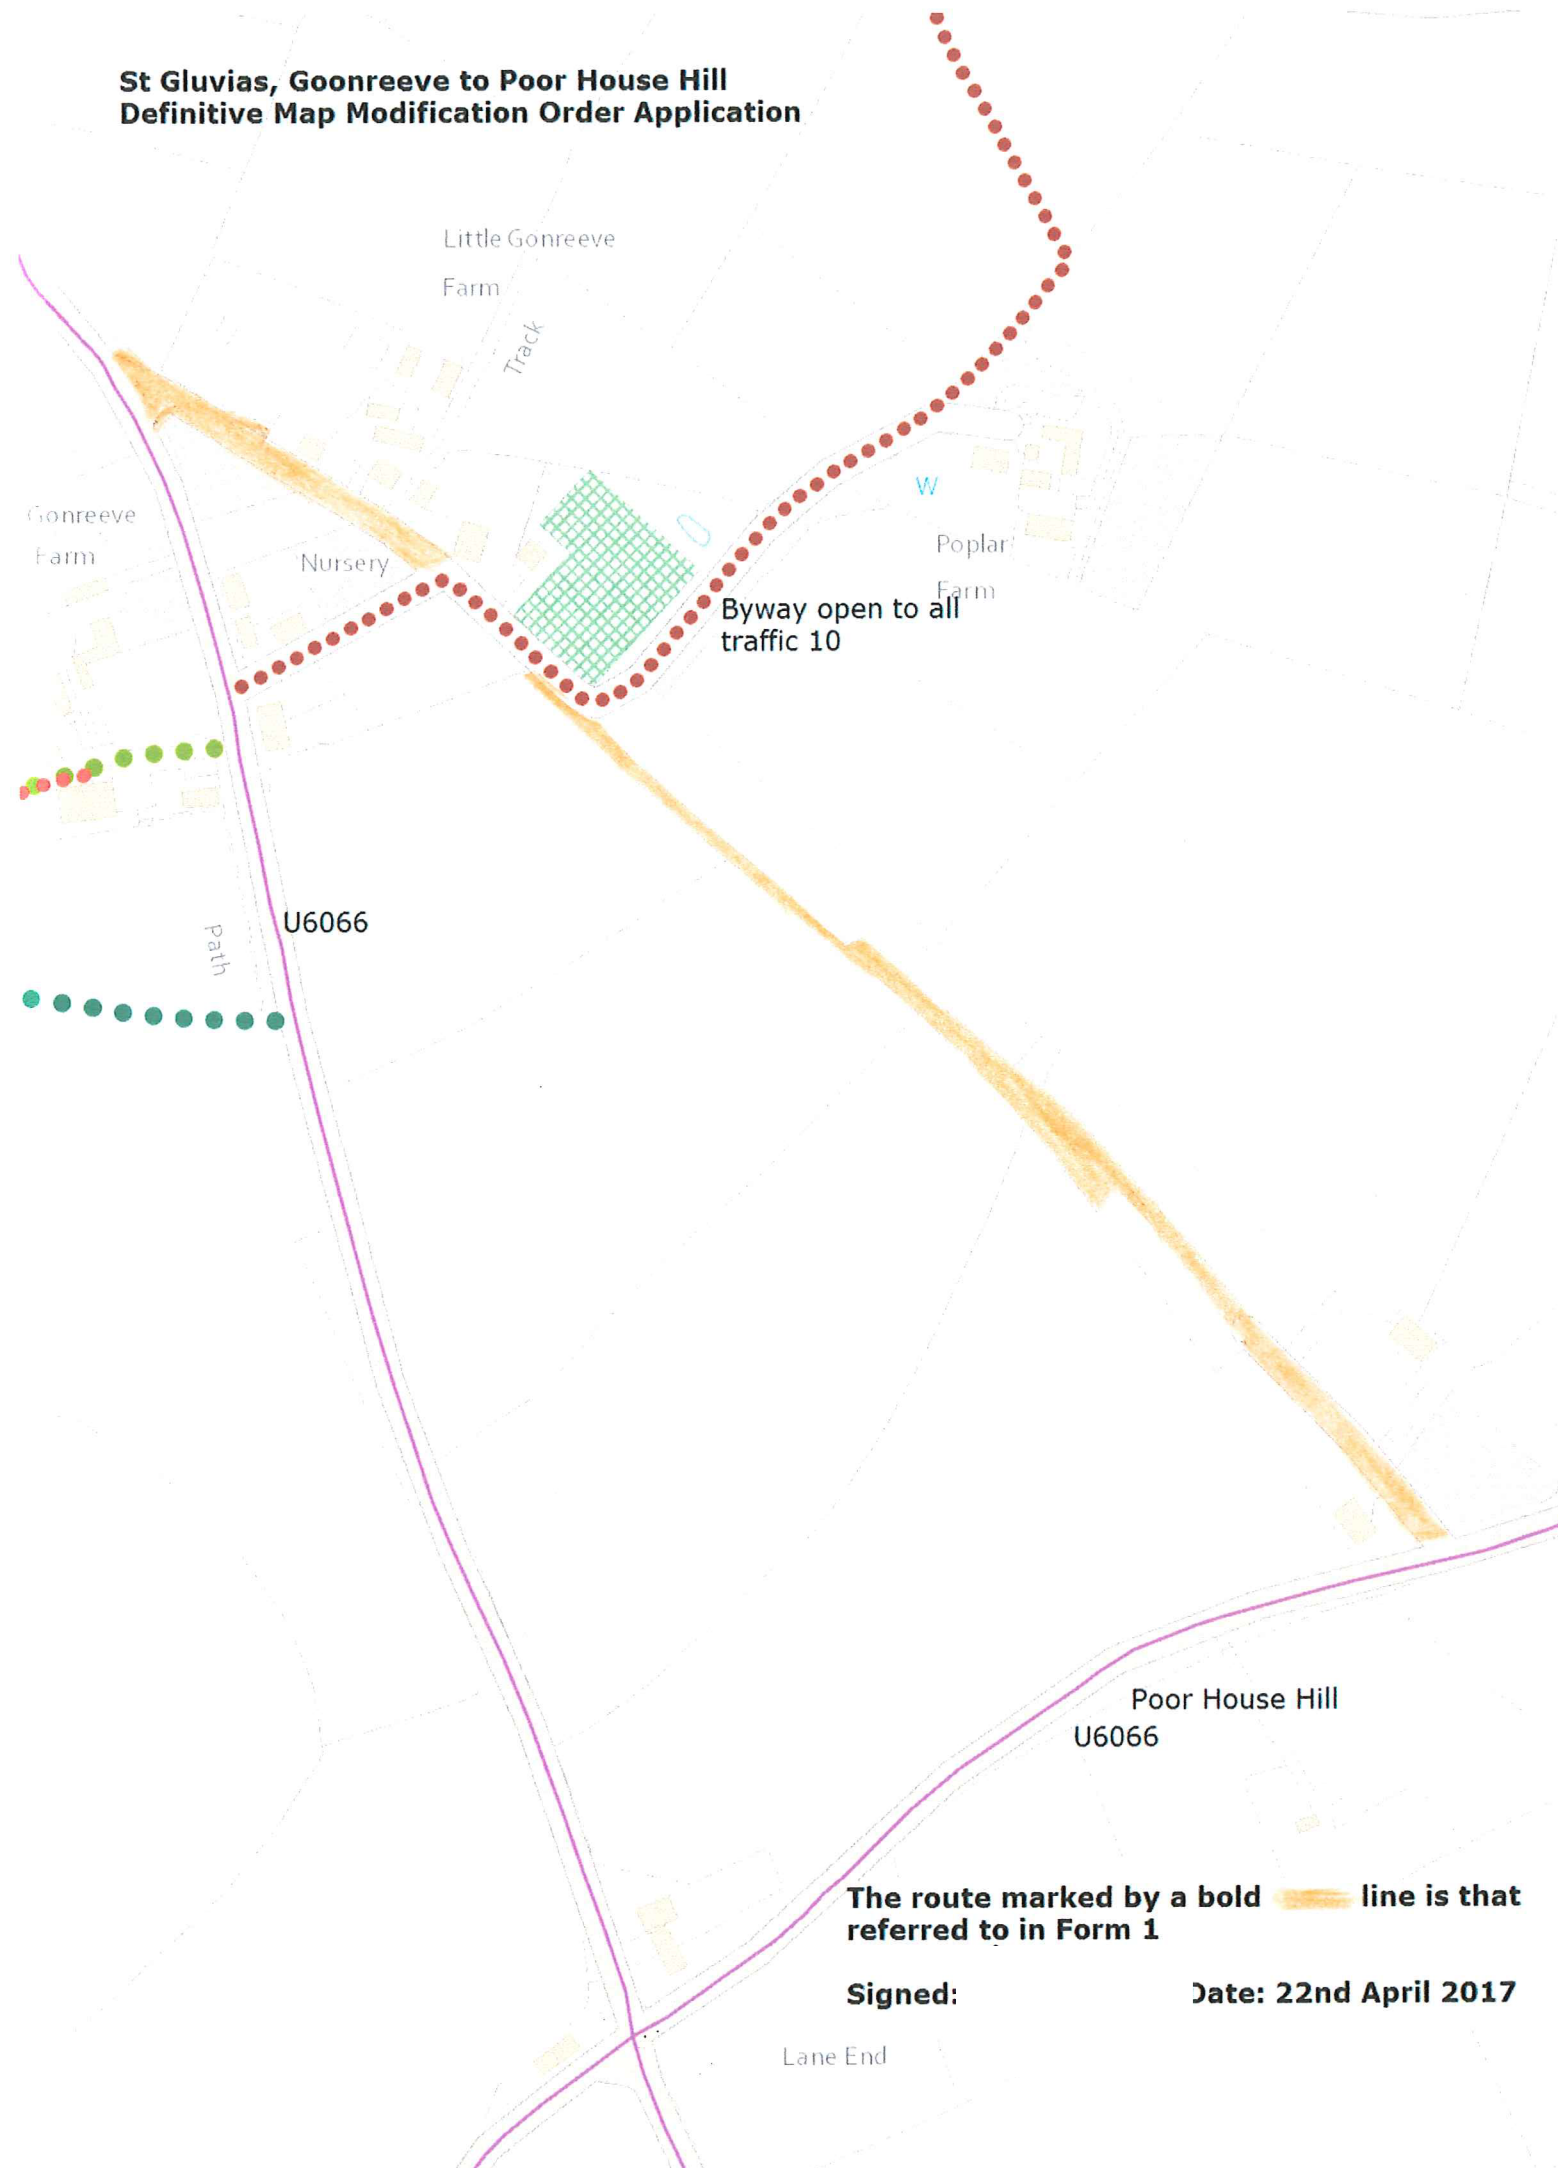 St Gluvias, Goonreeve to Poor House Hill
Definitive Map Modification Order Application
Little Gonreeve
Farm
Track
Gonreeve
Farm
Nursery
W
Poplar
Farm
Byway open to all
traffic 10
U6066
Path
Poor House Hill
U6066
The route marked by a bold line is that
referred to in Form 1
Signed: Date: 22nd April 2017
Lane End